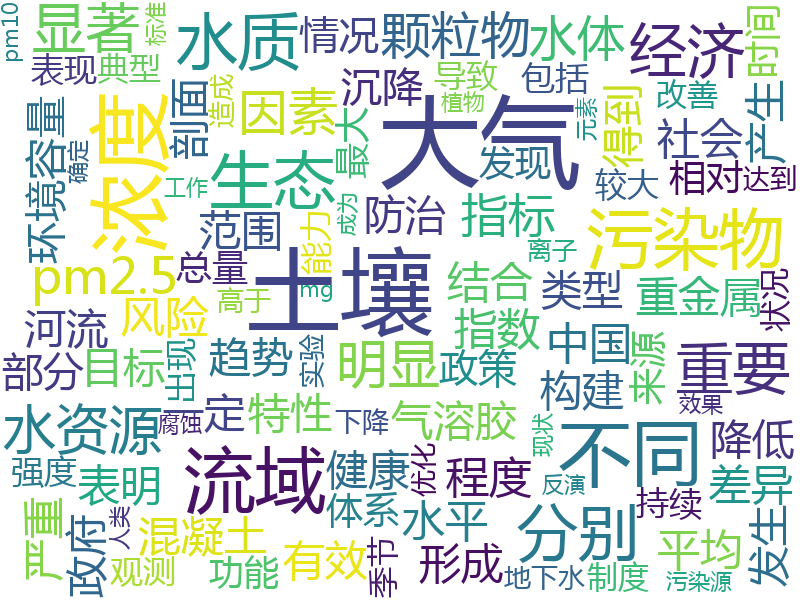 pm10
显著
标准
水质
情况
颗粒物
水体
经济
时间
表现
典型
剖面
造成
因素
沉降
导致
植物
包括
元素
改善
得到
社会
产生
环境容量
确定
浓度
工作
生态
最大
大气
发现
较大
相对
达到
成为
范围
能力
防治
指标
离子
污染物
pm2.5
总量
高于
mg
土壤
结合
类型
重金属
状况
河流
风险
指数
中国
来源
部分
目标
出现
趋势
实验
明显
政策
构建
重要
效果
水资源
腐蚀
定
特性
下降
气溶胶
现状
不同
降低
强度
表明
流域
健康
优化
程度
反演
持续
差异
严重
政府
人类
混凝土
体系
水平
分别
平均
发生
观测
功能
有效
季节
形成
地下水
制度
污染源